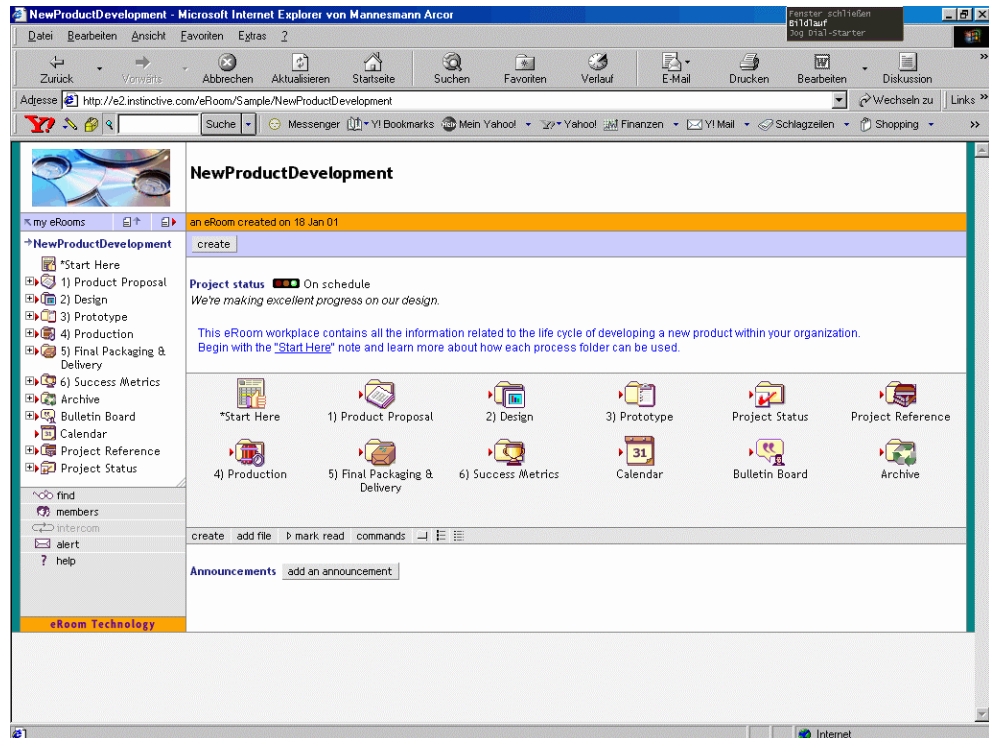 NewProductDevelopment - Microsoft Internet Explorer von Mannesmann Arcor
Fenster schließen
Bildlauf
Jog Dial-Starter
Datei Bearbeiten Ansicht Favoriten Extras ?
Zurück Vorwärts Abbrechen Aktualisieren Startseite Suchen Favoriten Verlauf E-Mail Drucken Bearbeiten Diskussion
Adresse http://e2.instinctive.com/eRoom/Sample/NewProductDevelopment Wechseln zu Links
Y! Suche Messenger Y! Bookmarks Mein Yahoo! Yahoo! Finanzen Y! Mail Schlagzeilen Shopping
NewProductDevelopment
my eRooms
an eRoom created on 18 Jan 01
NewProductDevelopment
create
*Start Here
1) Product Proposal
2) Design
3) Prototype
4) Production
5) Final Packaging &
Delivery
6) Success Metrics
Archive
Bulletin Board
Calendar
Project Reference
Project Status
find
members
intercom
alert
? help
eRoom Technology
Project status On schedule
We're making excellent progress on our design.
This eRoom workplace contains all the information related to the life cycle of developing a new product within your organization.
Begin with the "Start Here" note and learn more about how each process folder can be used.
*Start Here 1) Product Proposal 2) Design 3) Prototype Project Status Project Reference
31
4) Production 5) Final Packaging & Delivery 6) Success Metrics Calendar Bulletin Board Archive
create add file mark read commands
Announcements add an announcement
Internet